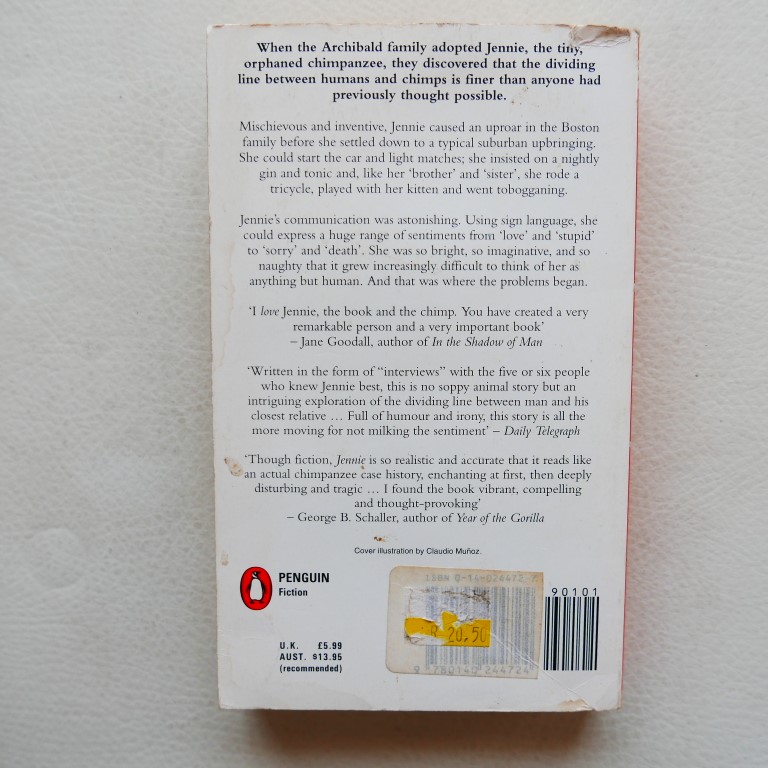 When the Archibald family adopted Jennie, the tiny,
orphaned chimpanzee, they discovered that the dividing
line between humans and chimps is finer than anyone had
previously thought possible.
Mischievous and inventive, Jennie caused an uproar in the Boston
family before she settled down to a typical suburban upbringing.
She could start the car and light matches; she insisted on a nightly
gin and tonic and, like her ‘brother’ and ‘sister’, she rode a
tricycle, played with her kitten and went tobogganing.
Jennie’s communication was astonishing. Using sign language, she
could express a huge range of sentiments from ‘love’ and ‘stupid’
to ‘sorry’ and ‘death’. She was so bright, so imaginative, and so
naughty that it grew increasingly difficult to think of her as
anything but human. And that was where the problems began.
‘I love Jennie, the book and the chimp. You have created a very
remarkable person and a very important book’
– Jane Goodall, author of In the Shadow of Man
‘Written in the form of “interviews” with the five or six people
who knew Jennie best, this is no soppy animal story but an
intriguing exploration of the dividing line between man and his
closest relative … Full of humour and irony, this story is all the
more moving for not milking the sentiment’ – Daily Telegraph
‘Though fiction, Jennie is so realistic and accurate that it reads like
an actual chimpanzee case history, enchanting at first, then deeply
disturbing and tragic … I found the book vibrant, compelling
and thought-provoking’
– George B. Schaller, author of Year of the Gorilla
Cover illustration by Claudio Muñoz.
PENGUIN
Fiction
U.K. £5.99
AUST. $13.95
(recommended)
ISBN 0-14-024472-
90101
R 20.50
9 780140 244724